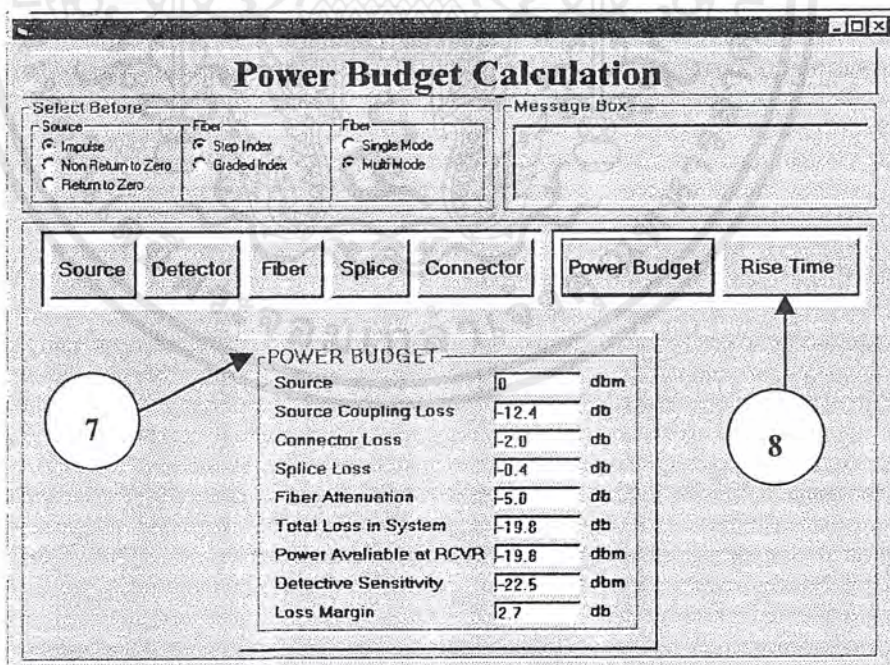 Power Budget Calculation
Select Before
Message Box
Source
Fiber
Fiber
Impulse
Step Index
Single Mode
Non Return to Zero
Graded Index
Multi Mode
Return to Zero
Source
Detector
Fiber
Splice
Connector
Power Budget
Rise Time
POWER BUDGET
Source 0 dbm
Source Coupling Loss -12.4 db
Connector Loss -2.0 db
Splice Loss -0.4 db
Fiber Attenuation -5.0 db
Total Loss in System -19.8 db
Power Avaliable at RCVR -19.8 dbm
Detective Sensitivity -22.5 dbm
Loss Margin 2.7 db
7
8